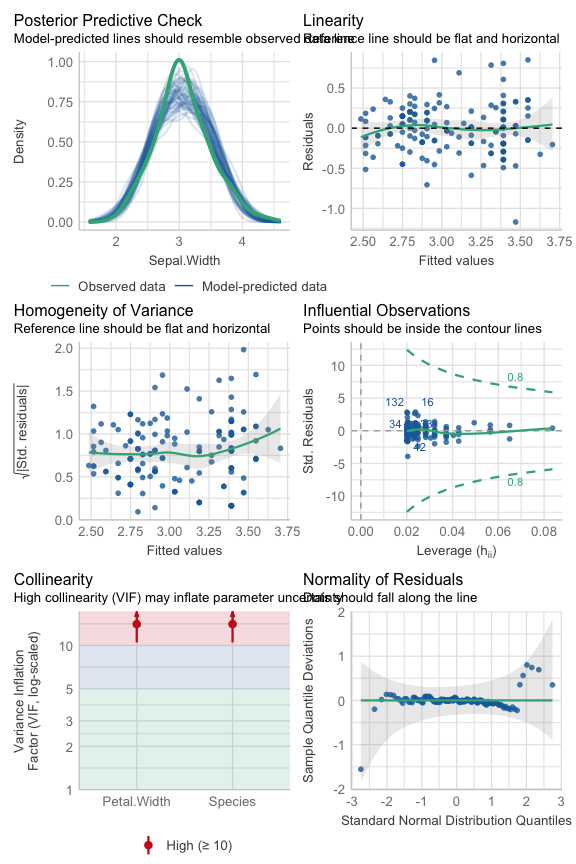 Posterior Predictive Check
Model-predicted lines should resemble observed data line
Density
1.00
0.75
0.50
0.25
0.00
2
3
4
Sepal.Width
Observed data
Model-predicted data
Linearity
Reference line should be flat and horizontal
Residuals
0.5
0.0
-0.5
-1.0
2.50
2.75
3.00
3.25
3.50
3.75
Fitted values
Homogeneity of Variance
Reference line should be flat and horizontal
√|Std. residuals|
2.0
1.5
1.0
0.5
0.0
2.50
2.75
3.00
3.25
3.50
3.75
Fitted values
Influential Observations
Points should be inside the contour lines
Std. Residuals
10
5
0
-5
-10
0.8
132
16
34
42
0.8
0.00
0.02
0.04
0.06
0.08
Leverage (hii)
Collinearity
High collinearity (VIF) may inflate parameter uncertainty
Variance Inflation
Factor (VIF, log-scaled)
10
5
3
2
1
Petal.Width
Species
High (≥ 10)
Normality of Residuals
Dots should fall along the line
Sample Quantile Deviations
2
1
0
-1
-2
-3
-2
-1
0
1
2
3
Standard Normal Distribution Quantiles